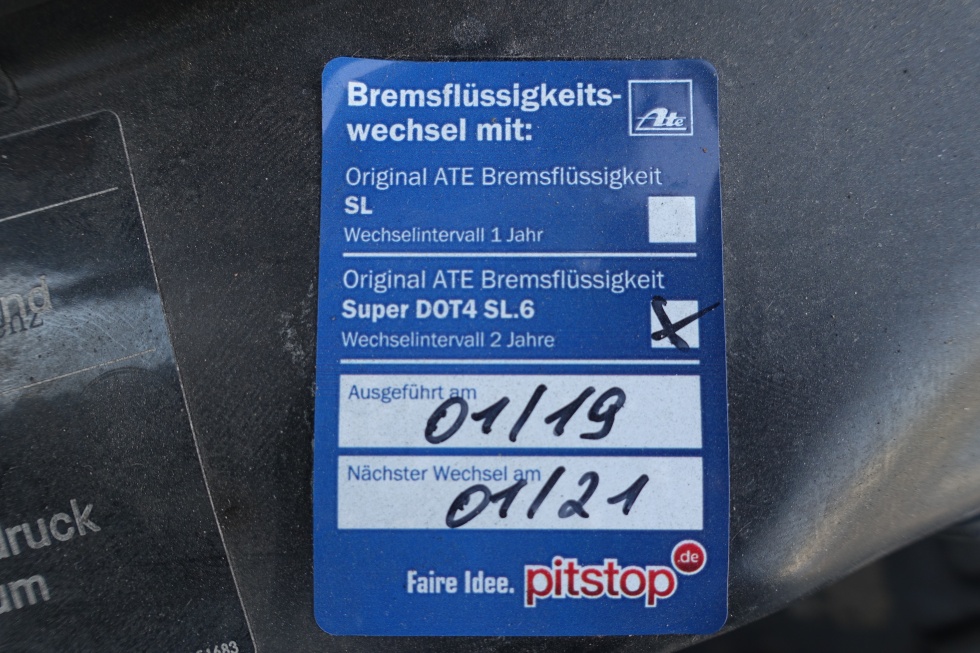 Bremsflüssigkeits-
wechsel mit:
Ate
Original ATE Bremsflüssigkeit
SL
Wechselintervall 1 Jahr
Original ATE Bremsflüssigkeit
Super DOT4 SL.6
Wechselintervall 2 Jahre
Ausgeführt am
01/19
Nächster Wechsel am
01/21
Faire Idee. pitstop.de